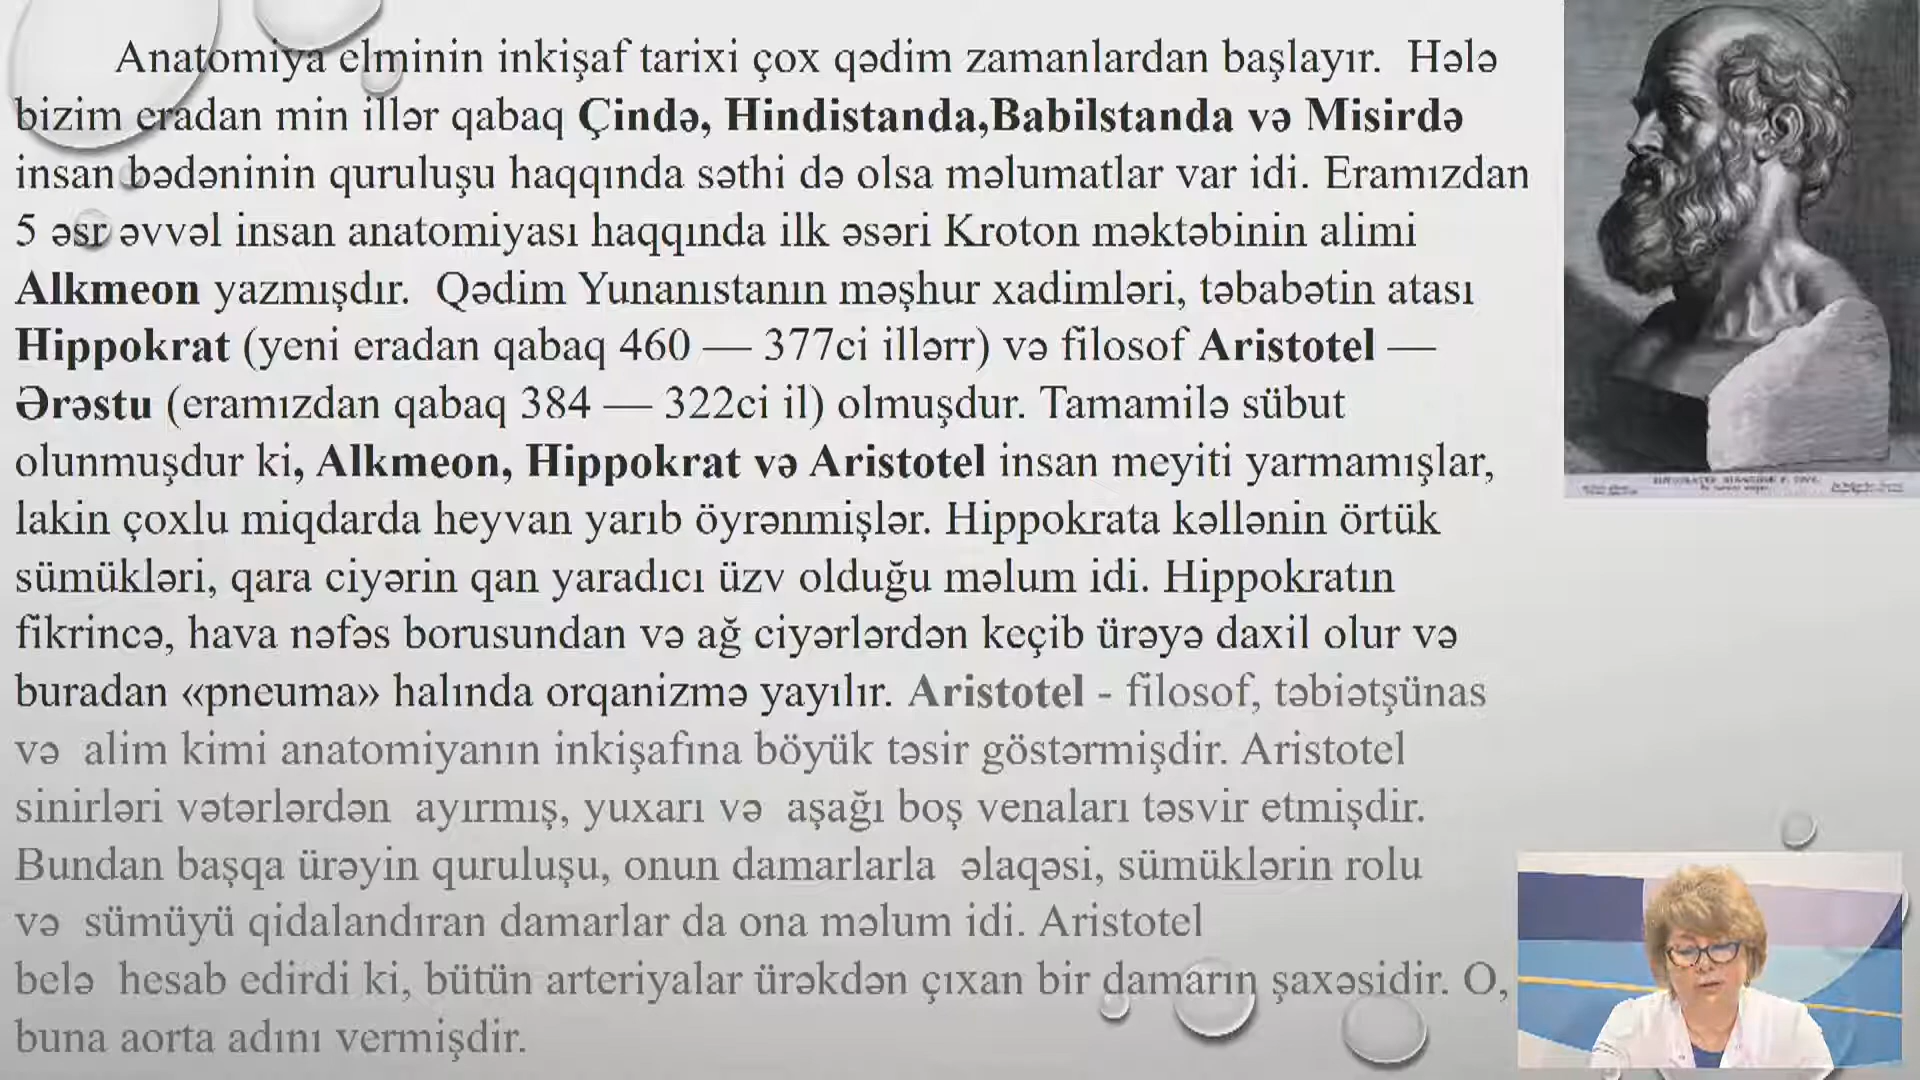 Anatomiya elminin inkişaf tarixi çox qədim zamanlardan başlayır. Hələ
bizim eradan min illər qabaq Çində, Hindistanda,Babilstanda və Misirdə
insan bədəninin quruluşu haqqında səthi də olsa məlumatlar var idi. Eramızdan
5 əsr əvvəl insan anatomiyası haqqında ilk əsəri Kroton məktəbinin alimi
Alkmeon yazmışdır. Qədim Yunanıstanın məşhur xadimləri, təbabətin atası
Hippokrat (yeni eradan qabaq 460 — 377ci illərr) və filosof Aristotel —
Ərəstu (eramızdan qabaq 384 — 322ci il) olmuşdur. Tamamilə sübut
olunmuşdur ki, Alkmeon, Hippokrat və Aristotel insan meyiti yarmamışlar,
lakin çoxlu miqdarda heyvan yarıb öyrənmişlər. Hippokrata kəllənin örtük
sümükləri, qara ciyərin qan yaradıcı üzv olduğu məlum idi. Hippokratın
fikrincə, hava nəfəs borusundan və ağ ciyərlərdən keçib ürəyə daxil olur və
buradan «pneuma» halında orqanizmə yayılır. Aristotel - filosof, təbiətşünas
və alim kimi anatomiyanın inkişafına böyük təsir göstərmişdir. Aristotel
sinirləri vətərlərdən ayırmış, yuxarı və aşağı boş venaları təsvir etmişdir.
Bundan başqa ürəyin quruluşu, onun damarlarla əlaqəsi, sümüklərin rolu
və sümüyü qidalandıran damarlar da ona məlum idi. Aristotel
belə hesab edirdi ki, bütün arteriyalar ürəkdən çıxan bir damarın şaxəsidir. O,
buna aorta adını vermişdir.